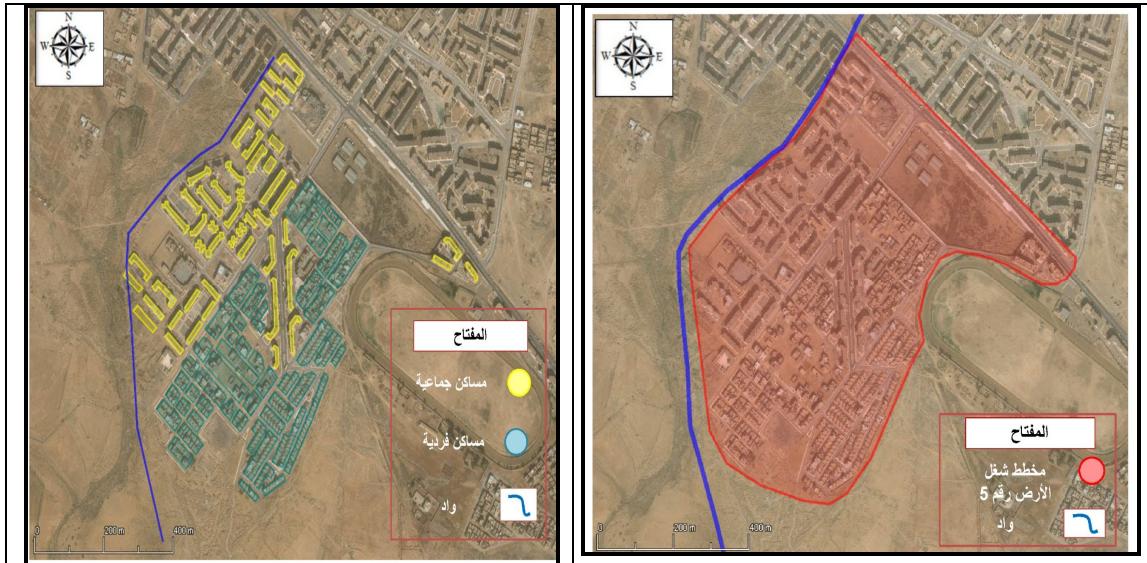 N
W E
S
المفتاح
مساكن جماعية
مساكن فردية
واد
0 200 m 400 m
N
W E
S
المفتاح
مخطط شغل
الأرض رقم 5
واد
0 200 m 400 m